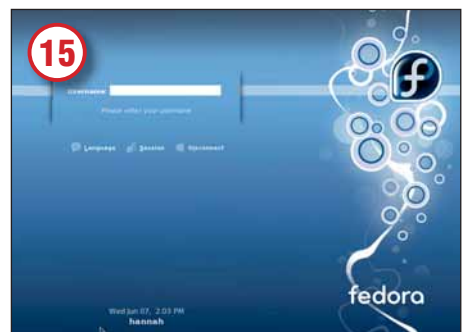 15
Username
Please enter your username
Language Session Disconnect
fedora
Wed Jun 07, 2:03 PM
hannah